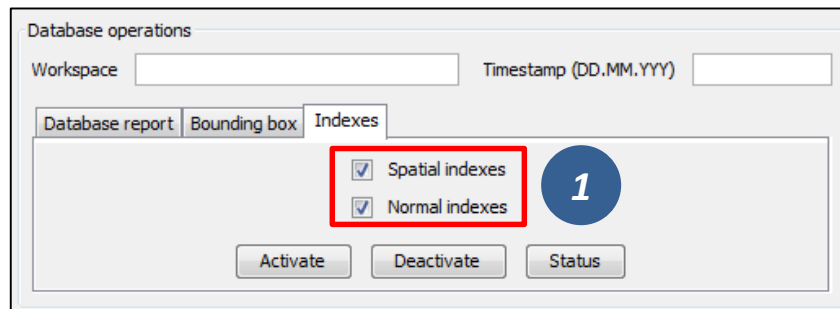 Database operations
Workspace Timestamp (DD.MM.YYY)
Database report Bounding box Indexes
Spatial indexes
1
Normal indexes
Activate Deactivate Status